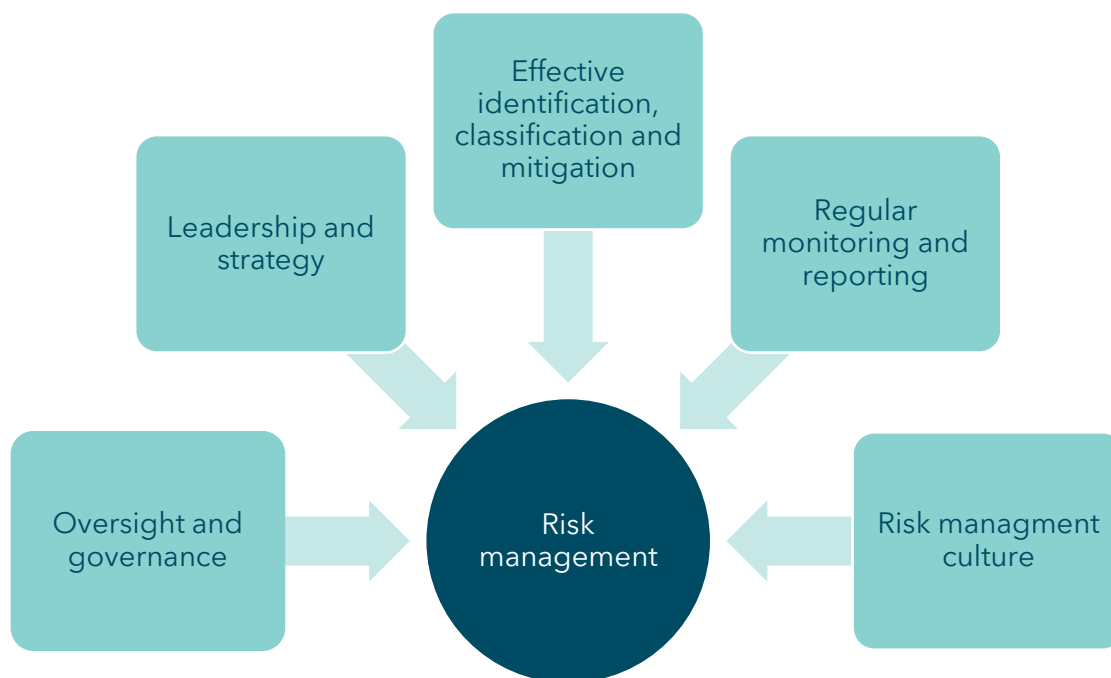 Effective
identification,
classification and
mitigation
Leadership and
strategy
Regular
monitoring and
reporting
Oversight and
governance
Risk
management
Risk managment
culture